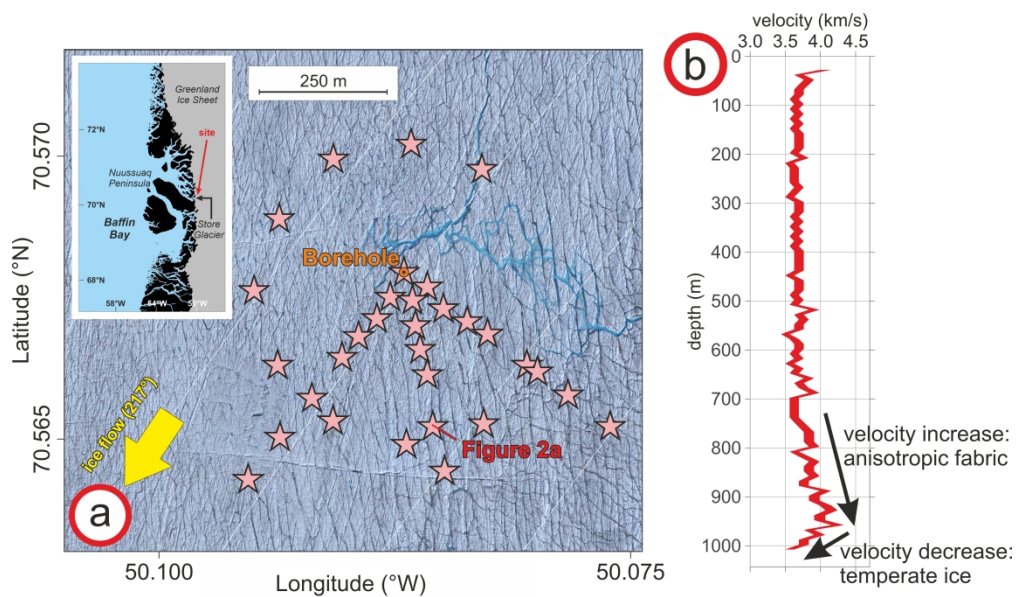 250 m
Greenland
Ice Sheet
72°N
site
Nuussuaq
Peninsula
70°N
Baffin
Bay
Store
Glacier
68°N
58°W
54°W
50°W
Borehole
Figure 2a
ice flow (217°)
a
70.570
70.565
Latitude (°N)
50.100
50.075
Longitude (°W)
b
velocity (km/s)
3.0 3.5 4.0 4.5
0
100
200
300
400
500
600
700
800
900
1000
depth (m)
velocity increase:
anisotropic fabric
velocity decrease:
temperate ice